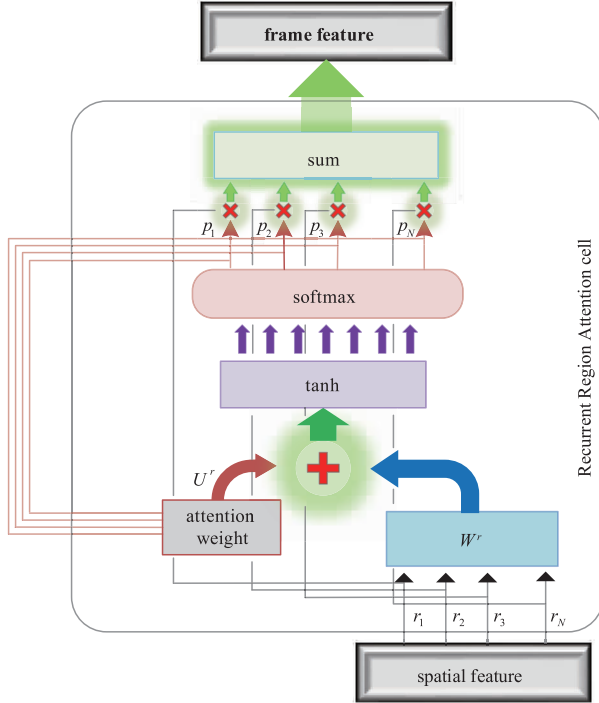 frame feature
sum
p1 p2 p3 pN
softmax
tanh
U^r
attention
weight
W^r
r1 r2 r3 rN
spatial feature
Recurrent Region Attention cell